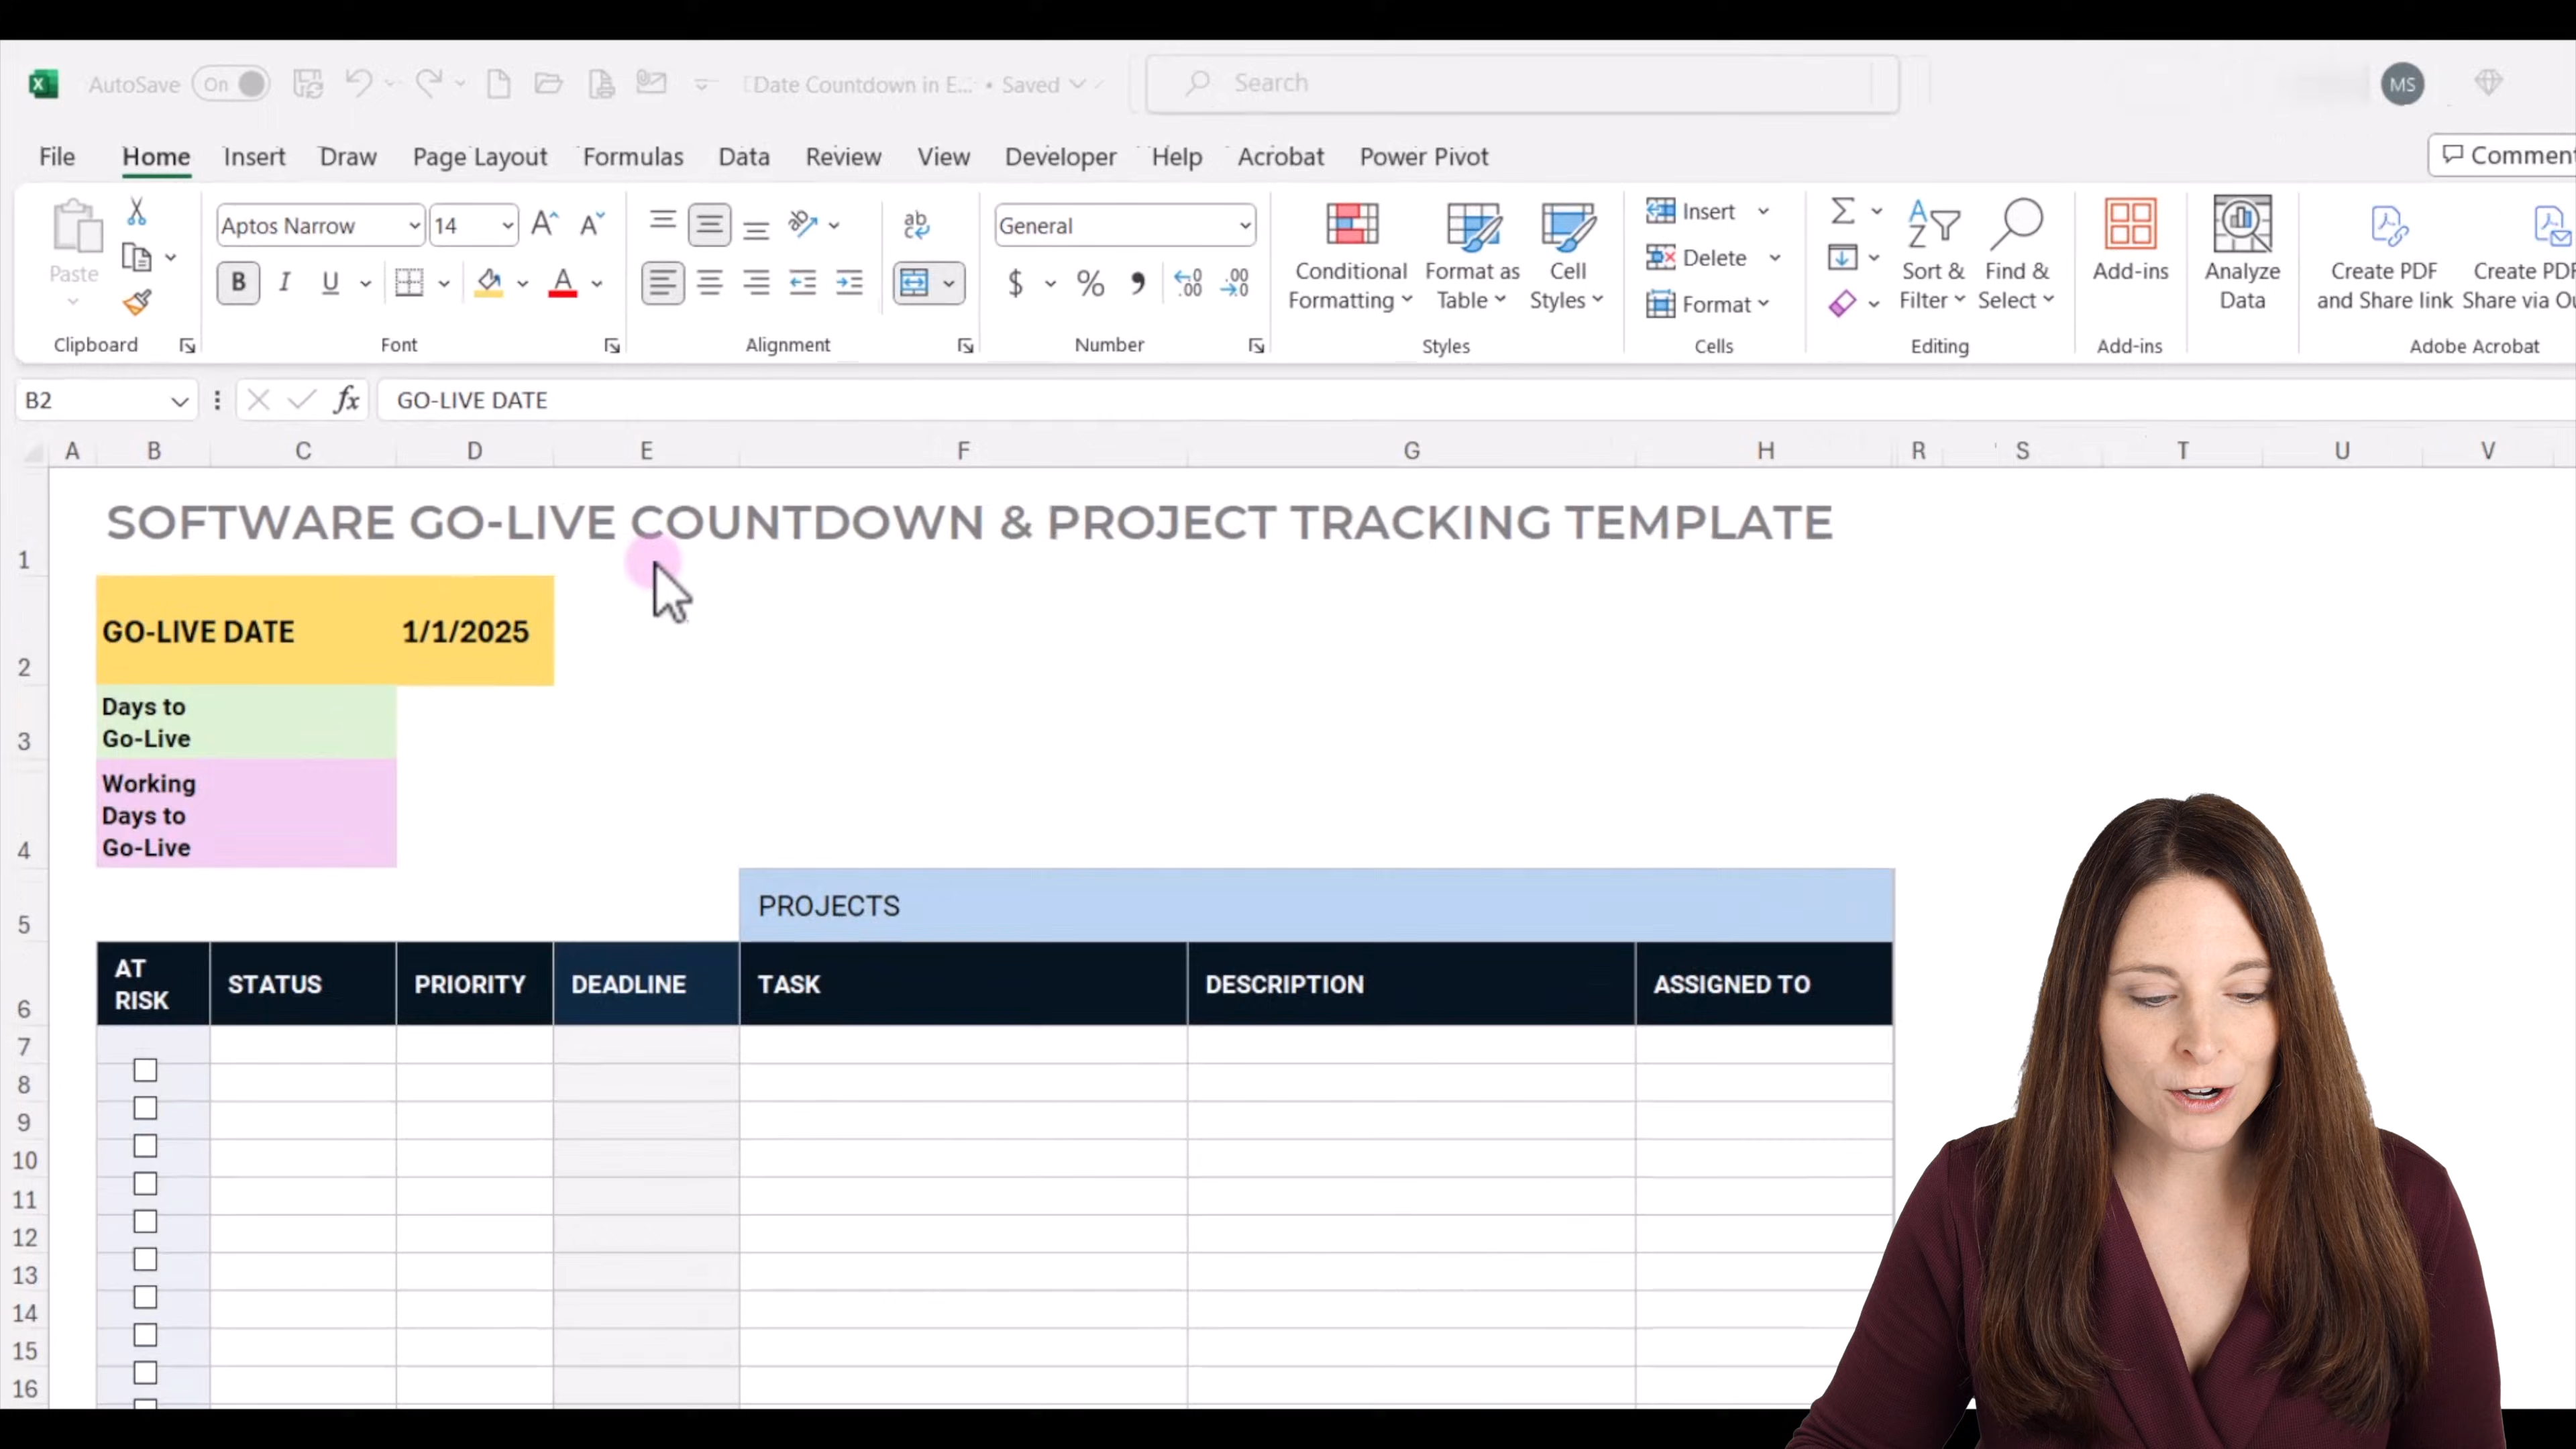 AutoSave On Date Countdown in E... • Saved Search MS
File Home Insert Draw Page Layout Formulas Data Review View Developer Help Acrobat Power Pivot
Paste
Clipboard
Aptos Narrow 14
B I U A
Font
ab
Alignment
General
$ %
Number
Conditional Formatting
Format as Table
Cell Styles
Styles
Insert
Delete
Format
Cells
Sort & Filter
Find & Select
Editing
Add-ins
Add-ins
Analyze Data
Create PDF and Share link
Create PDF
Share via Ou
Adobe Acrobat
Comment
B2 fx GO-LIVE DATE
A B C D E F G H R S T U V
1 SOFTWARE GO-LIVE COUNTDOWN & PROJECT TRACKING TEMPLATE
2 GO-LIVE DATE 1/1/2025
Days to
3 Go-Live
Working
Days to
4 Go-Live
5 PROJECTS
6 AT RISK STATUS PRIORITY DEADLINE TASK DESCRIPTION ASSIGNED TO
7
8
9
10
11
12
13
14
15
16